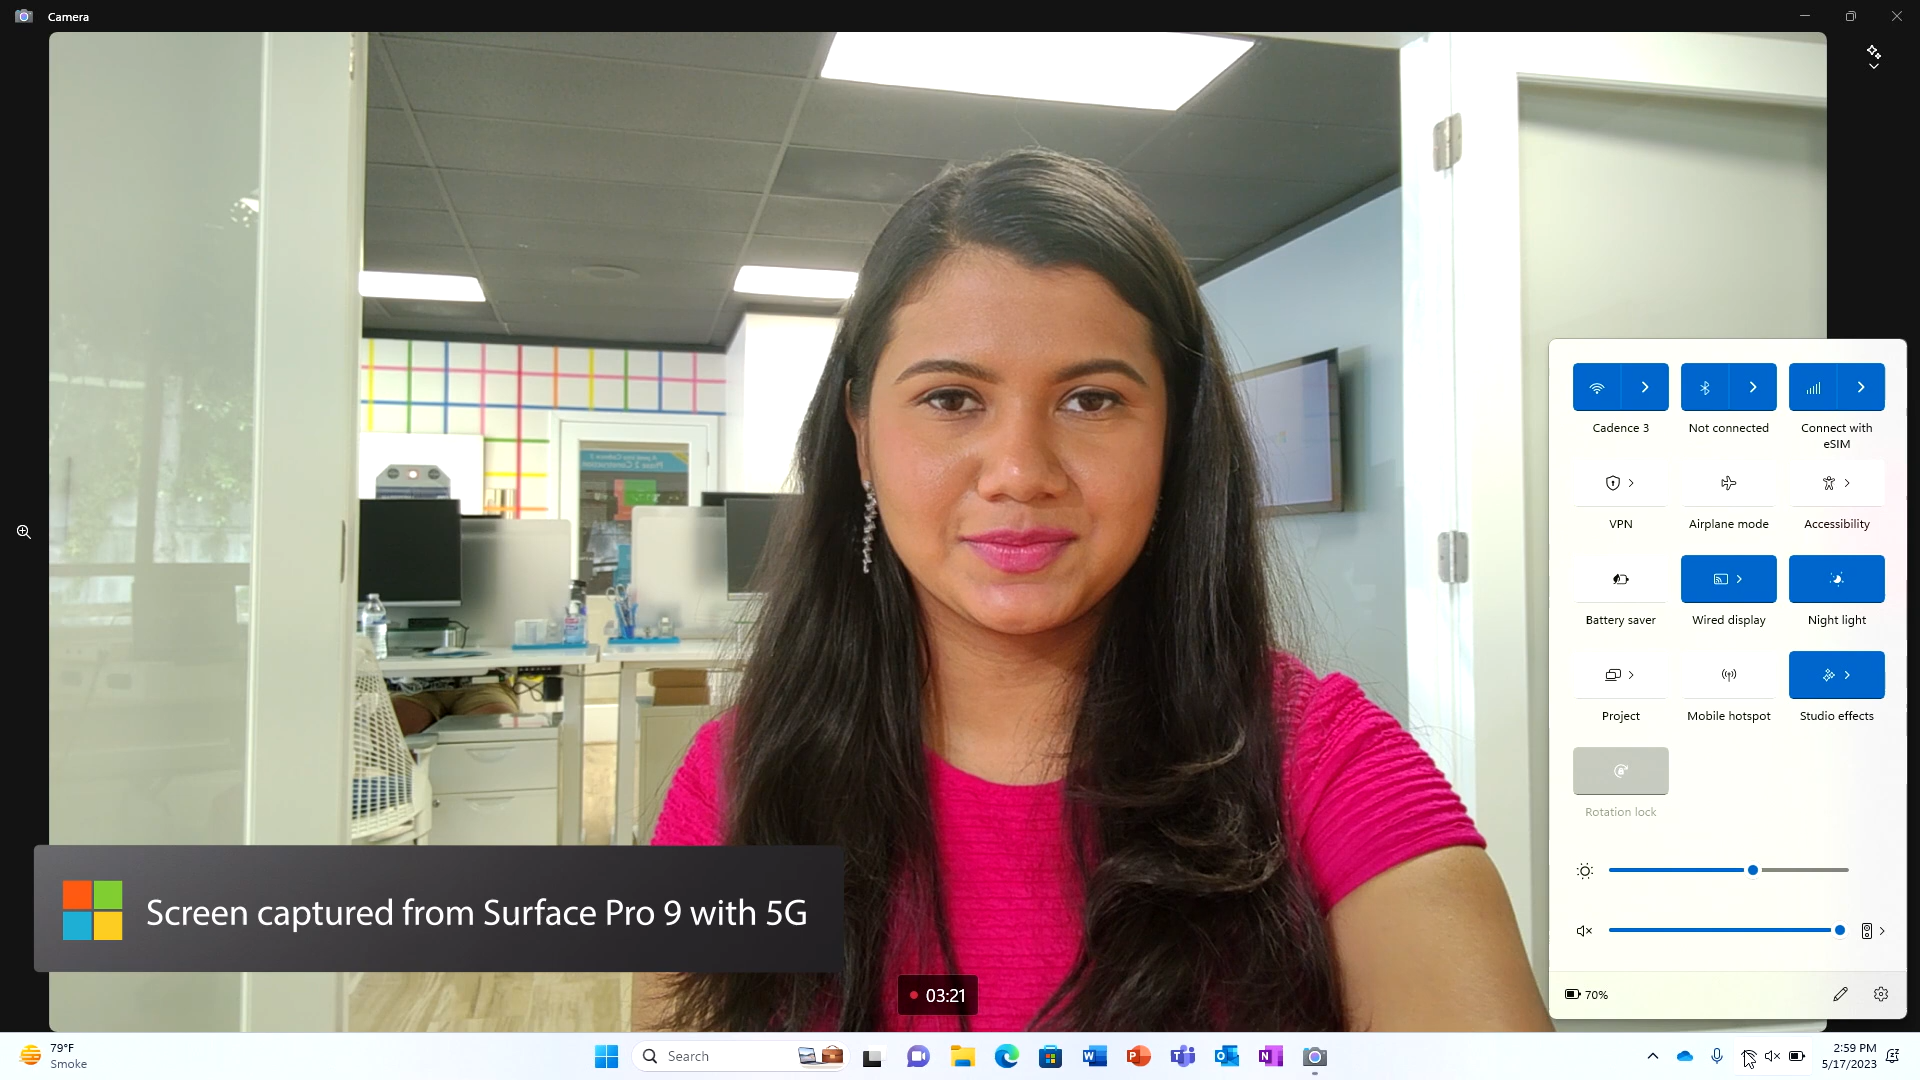 Camera
Cadence 3
Not connected
Connect with
eSIM
VPN
Airplane mode
Accessibility
Battery saver
Wired display
Night light
Project
Mobile hotspot
Studio effects
Rotation lock
70%
Screen captured from Surface Pro 9 with 5G
03:21
79°F
Smoke
Search
2:59 PM
5/17/2023